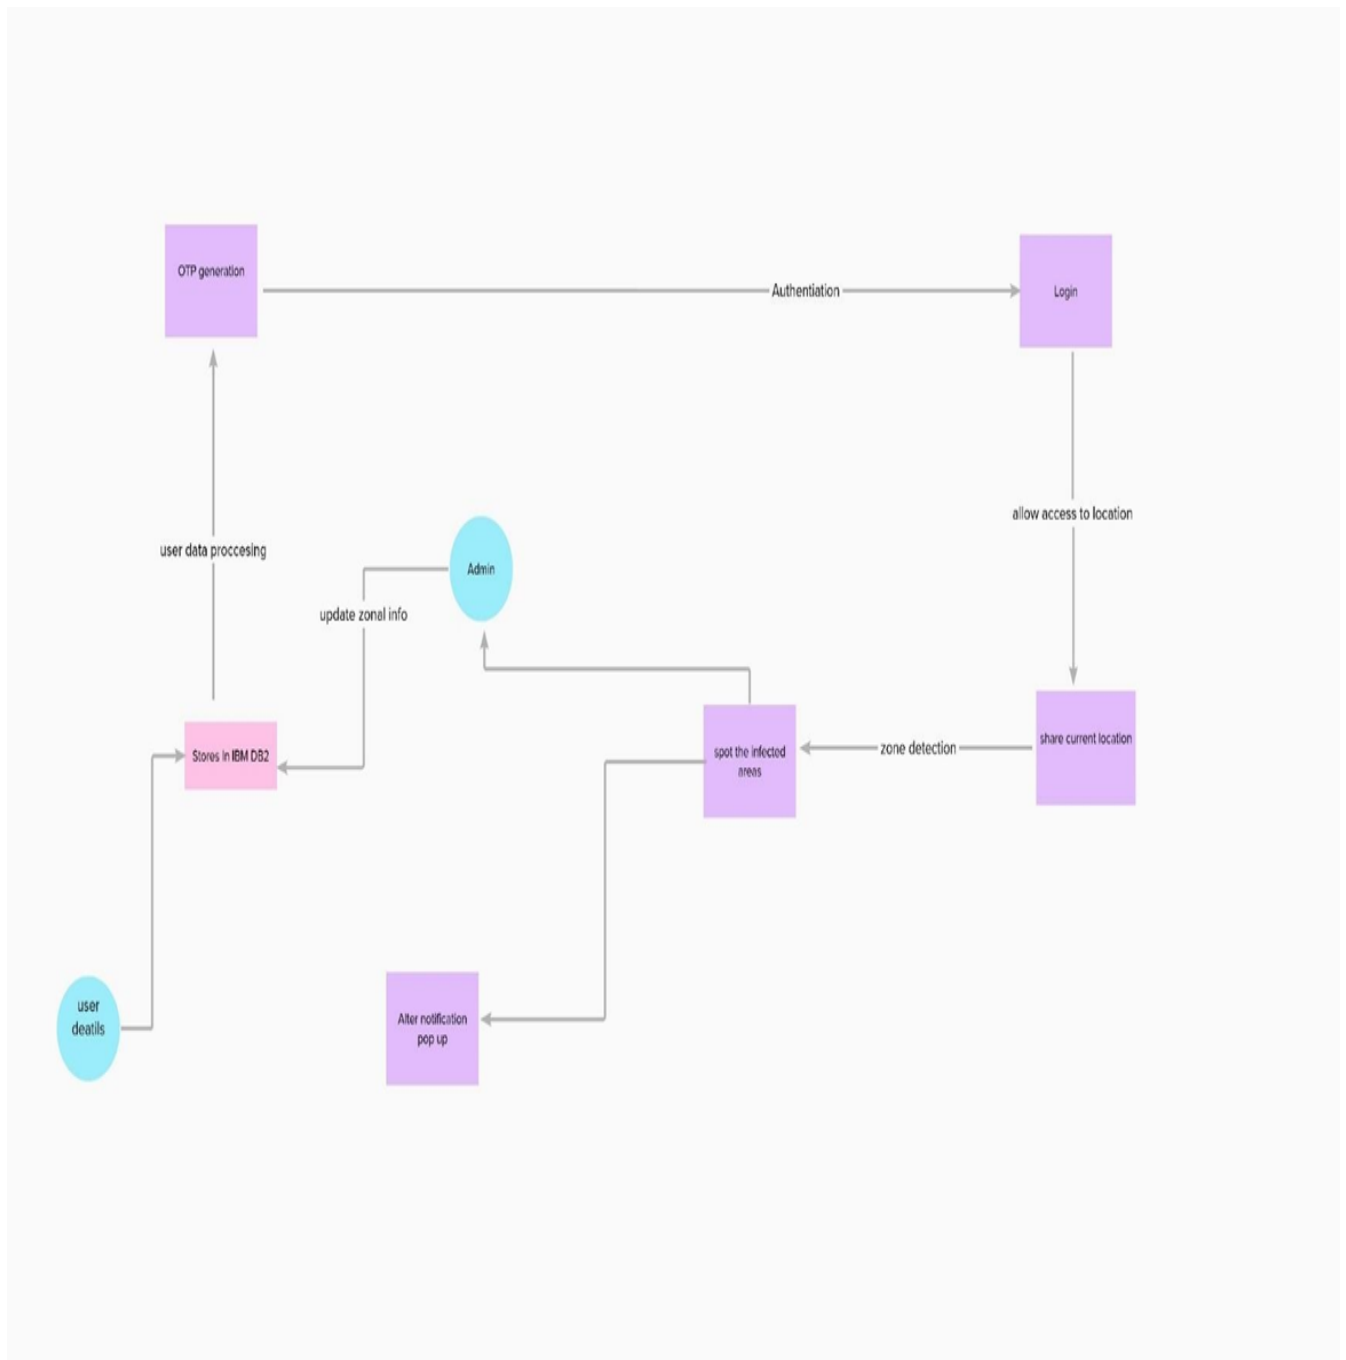 OTP generation
Authentiation
Login
allow access to location
user data proccesing
Admin
update zonal info
share current location
zone detection
spot the infected
areas
Stores In IBM DB2
user
deatils
Alter notification
pop up